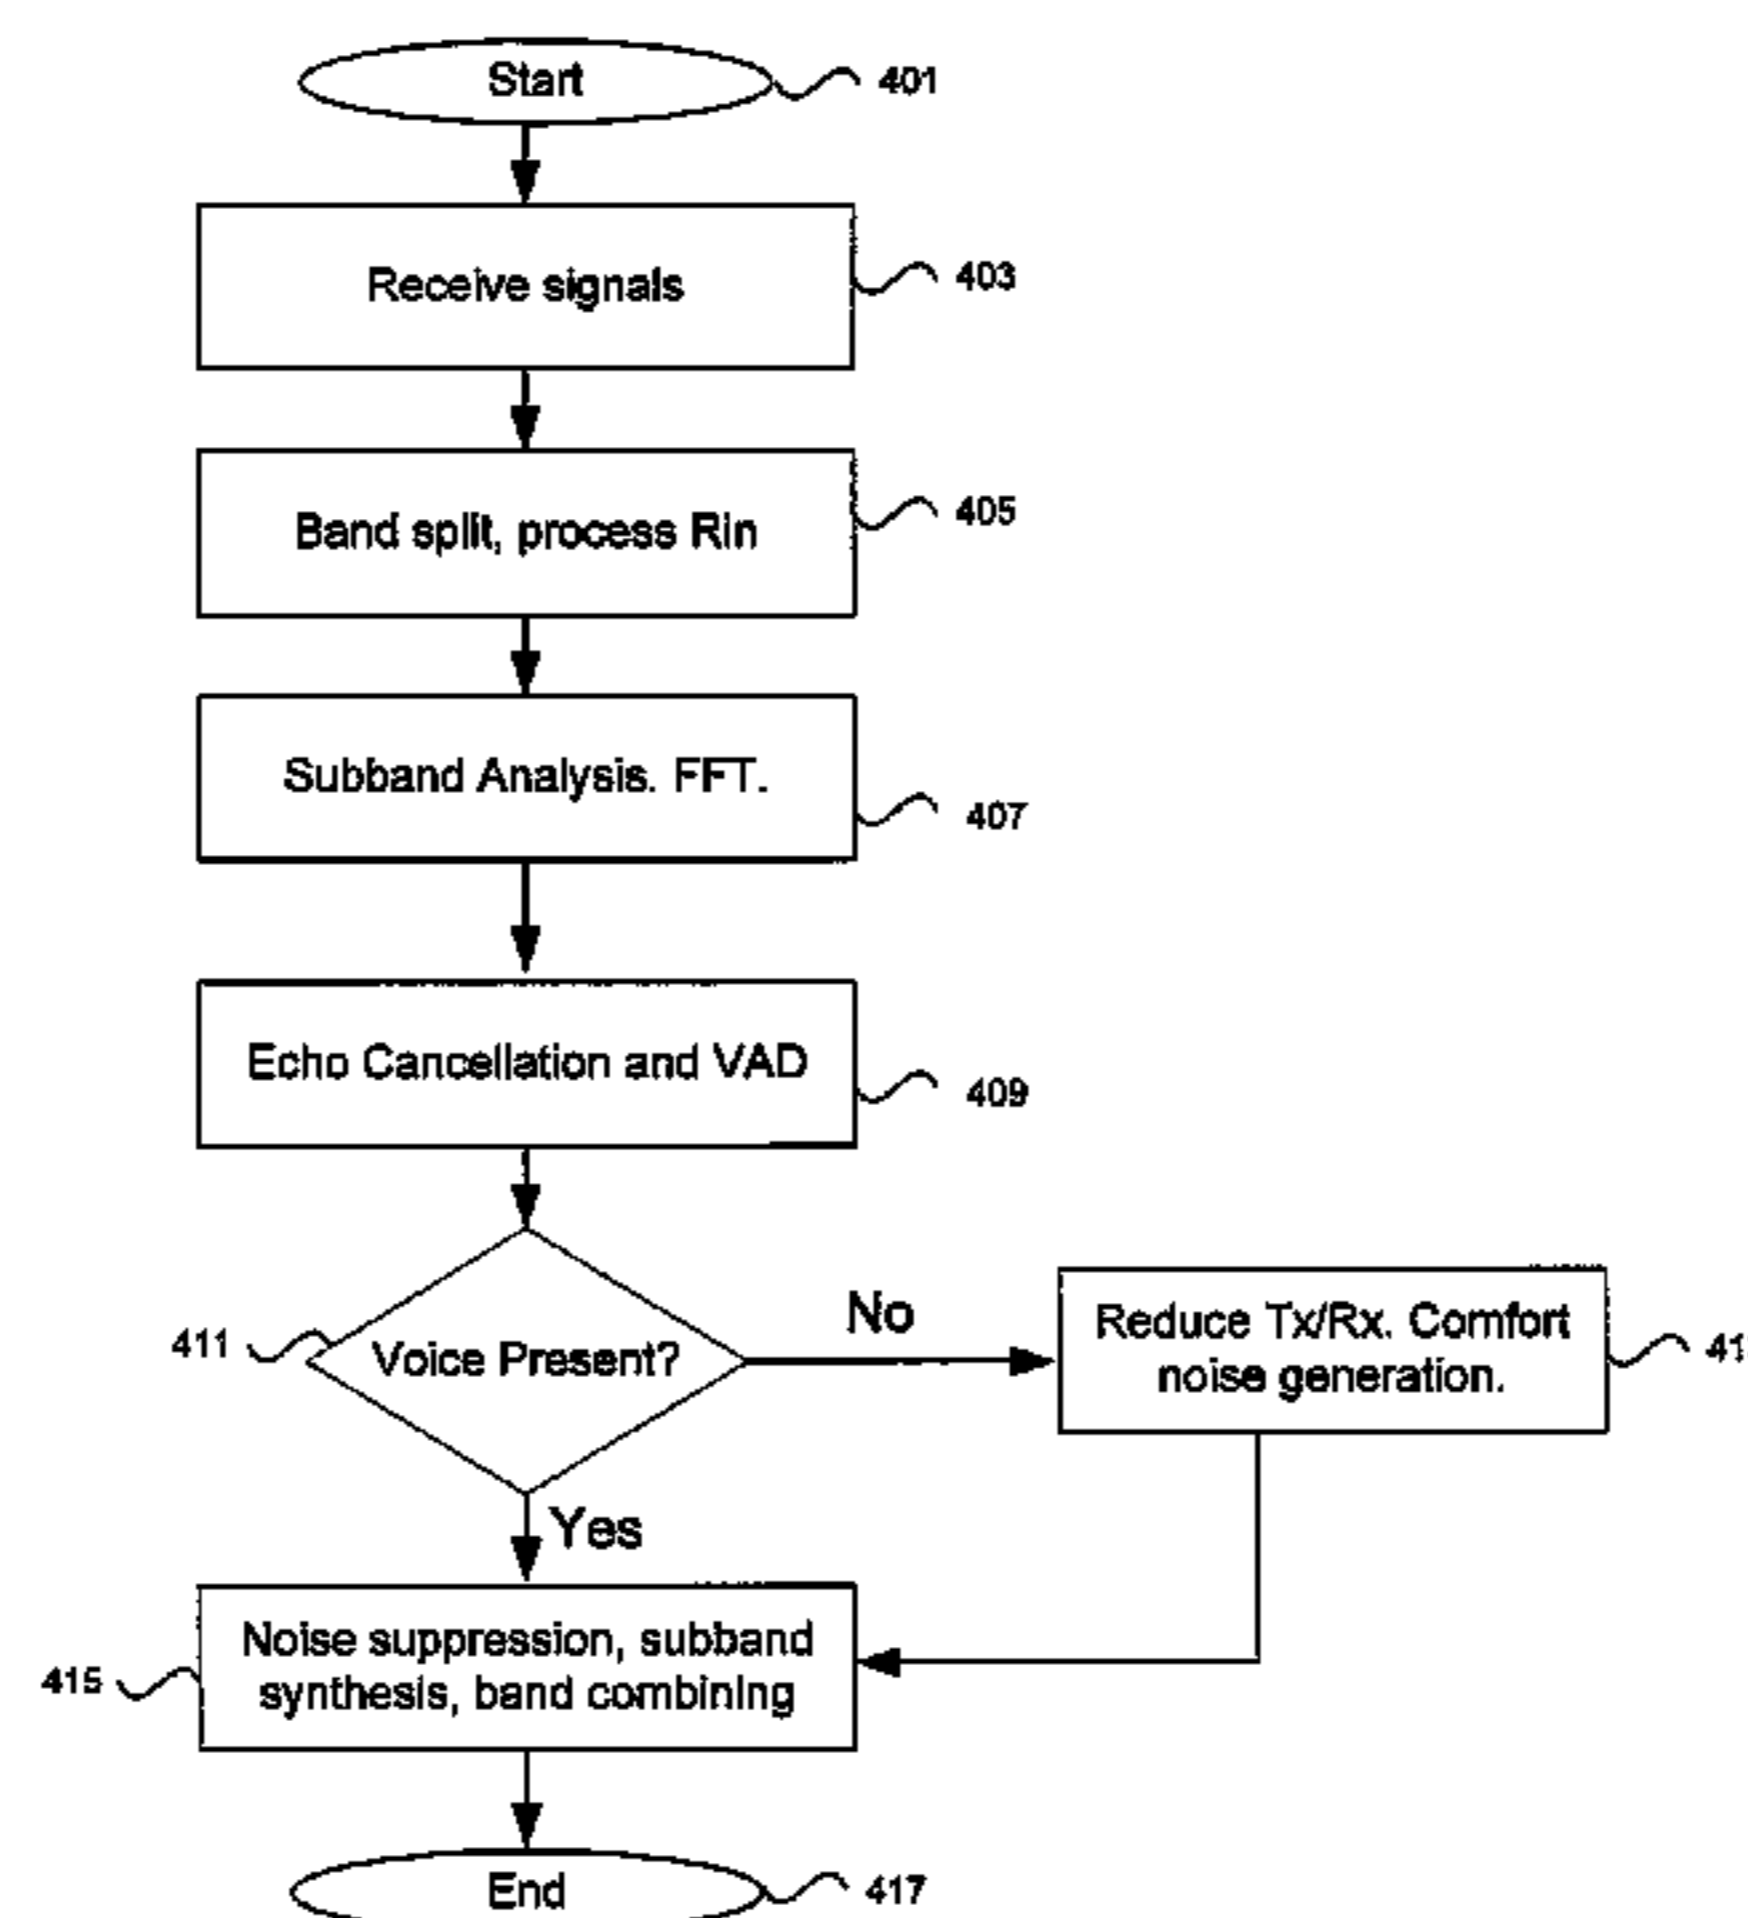 Start
401
Receive signals
403
Band split, process Rin
405
Subband Analysis. FFT.
407
Echo Cancellation and VAD
409
411
Voice Present?
No
Reduce Tx/Rx. Comfort
noise generation.
41
Yes
Noise suppression, subband
synthesis, band combining
415
End
417